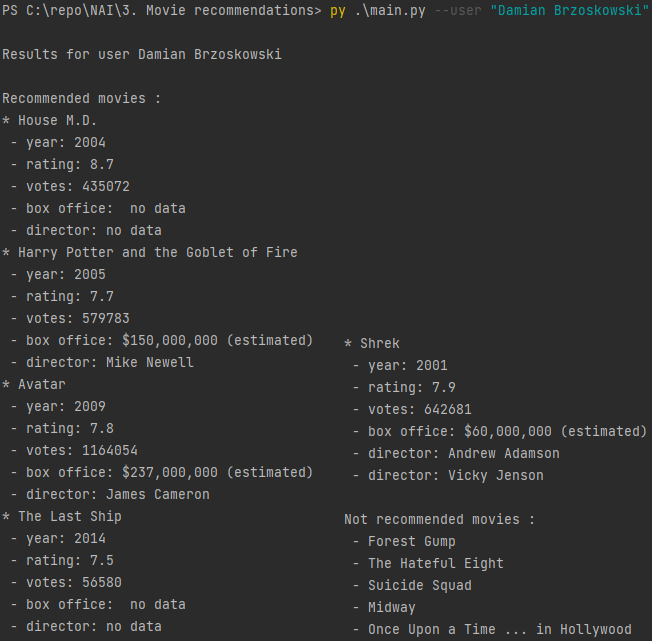 PS C:\repo\NAI\3. Movie recommendations> py .\main.py --user "Damian Brzoskowski"
Results for user Damian Brzoskowski
Recommended movies :
* House M.D.
- year: 2004
- rating: 8.7
- votes: 435072
- box office:  no data
- director: no data
* Harry Potter and the Goblet of Fire
- year: 2005
- rating: 7.7
- votes: 579783
- box office: $150,000,000 (estimated)
- director: Mike Newell
* Avatar
- year: 2009
- rating: 7.8
- votes: 1164054
- box office: $237,000,000 (estimated)
- director: James Cameron
* The Last Ship
- year: 2014
- rating: 7.5
- votes: 56580
- box office:  no data
- director: no data
* Shrek
- year: 2001
- rating: 7.9
- votes: 642681
- box office: $60,000,000 (estimated)
- director: Andrew Adamson
- director: Vicky Jenson
Not recommended movies :
- Forest Gump
- The Hateful Eight
- Suicide Squad
- Midway
- Once Upon a Time ... in Hollywood